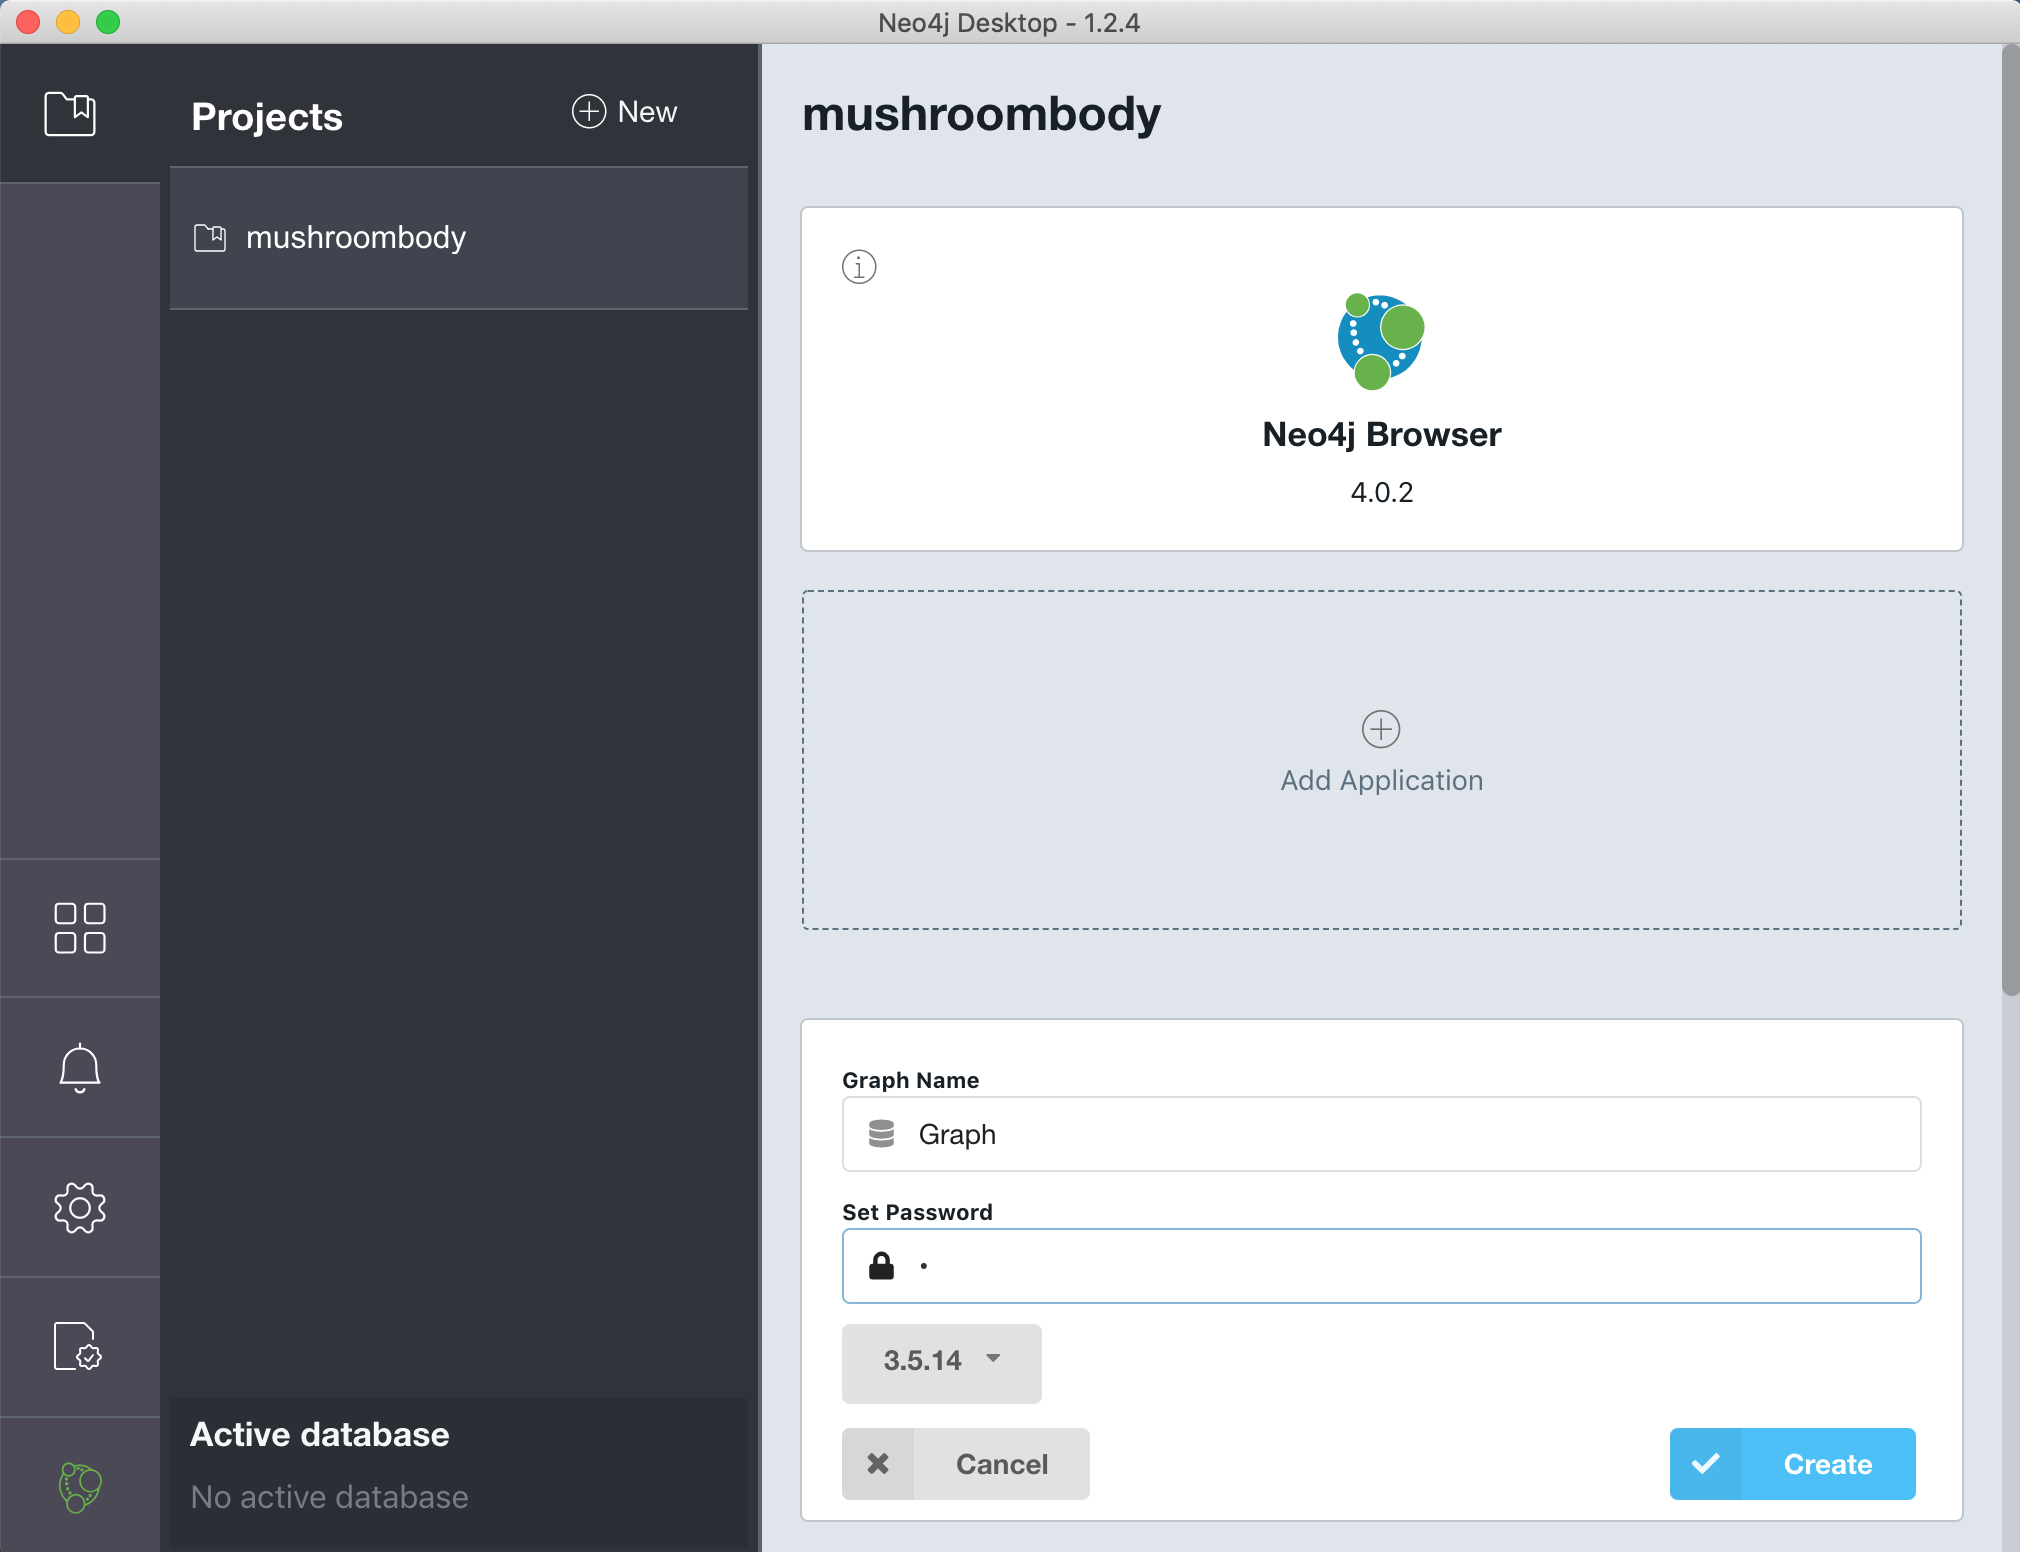 Neo4j Desktop - 1.2.4
Projects
New
mushroombody
Active database
No active database
mushroombody
Neo4j Browser
4.0.2
Add Application
Graph Name
Graph
Set Password
•
3.5.14
Cancel
Create